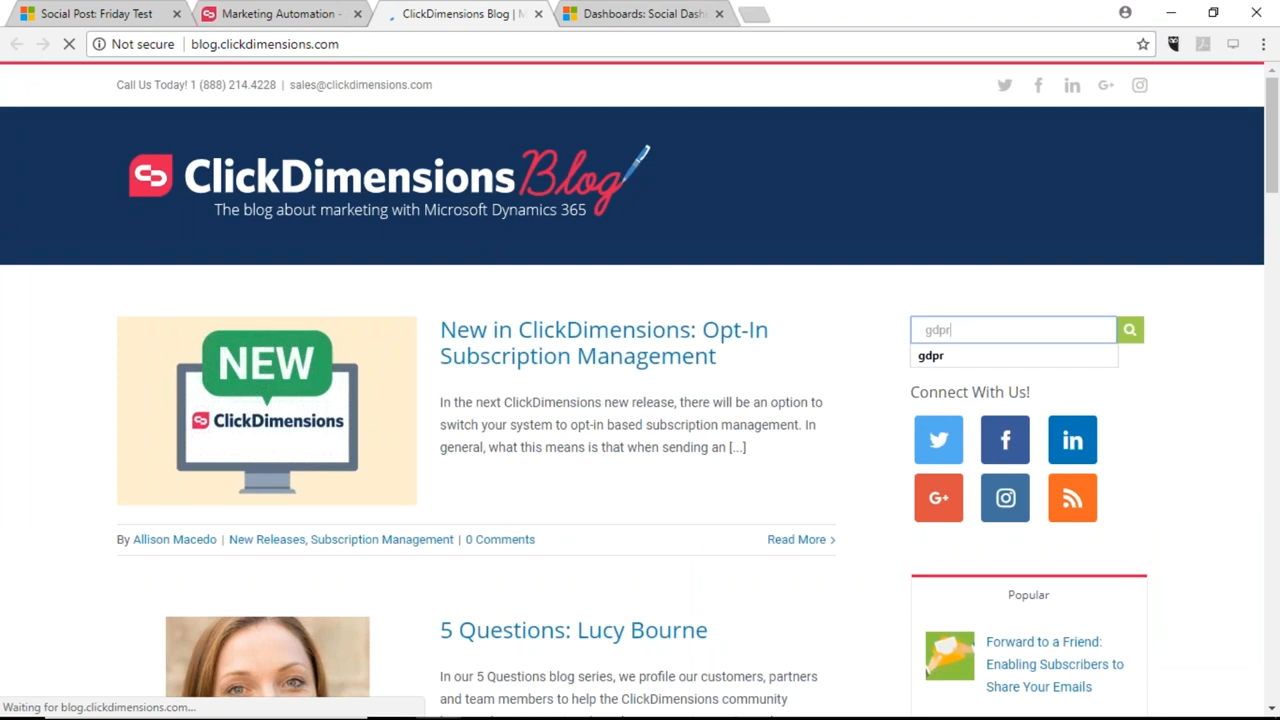 Social Post: Friday Test
Marketing Automation -
ClickDimensions Blog | M
Dashboards: Social Dash
Not secure | blog.clickdimensions.com
Call Us Today! 1 (888) 214.4228 | sales@clickdimensions.com
ClickDimensions Blog
The blog about marketing with Microsoft Dynamics 365
NEW
ClickDimensions
New in ClickDimensions: Opt-In
Subscription Management
In the next ClickDimensions new release, there will be an option to
switch your system to opt-in based subscription management. In
general, what this means is that when sending an [...]
By Allison Macedo | New Releases, Subscription Management | 0 Comments
Read More >
5 Questions: Lucy Bourne
In our 5 Questions blog series, we profile our customers, partners
and team members to help the ClickDimensions community
gdpr
gdpr
Connect With Us!
Popular
Forward to a Friend:
Enabling Subscribers to
Share Your Emails
Waiting for blog.clickdimensions.com...